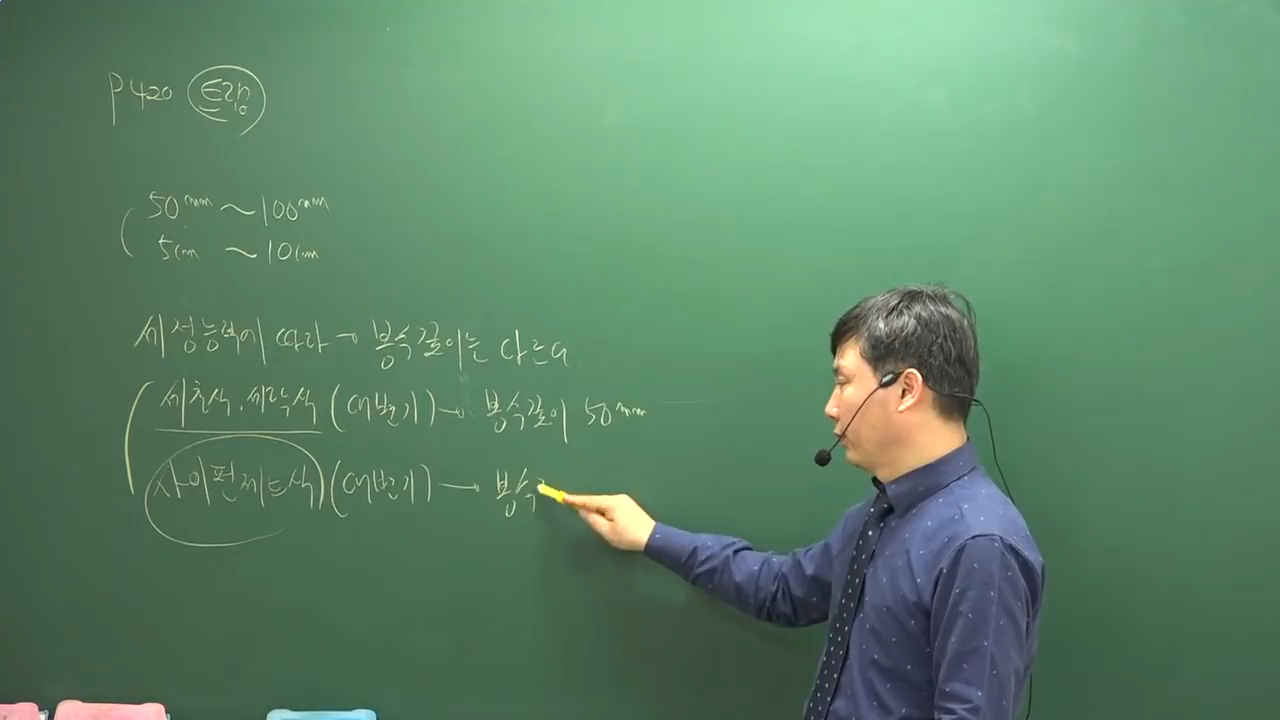 P420 트랩
50mm ~ 100mm
5cm ~ 10cm
세정능력에 따라 → 봉수깊이는 다른다
세출식, 세락식 (대변기) → 봉수깊이 50mm
사이펀제트식 (대변기) → 봉수